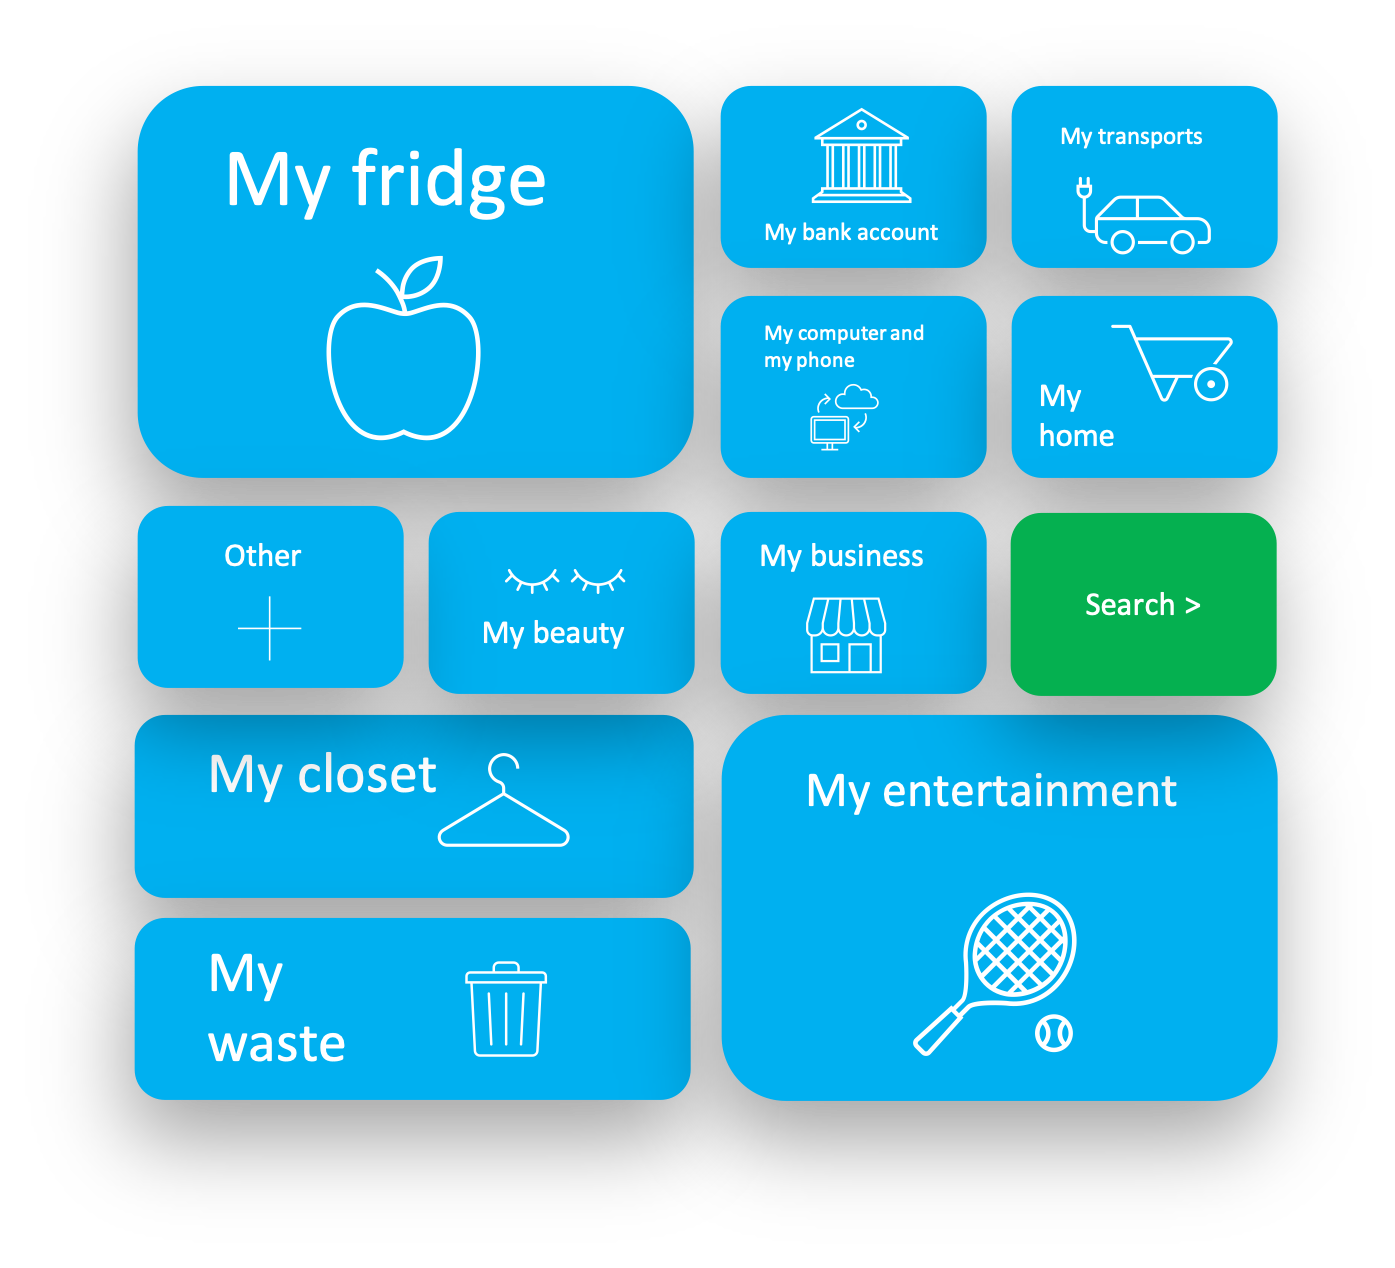 My fridge
My bank account
My transports
My computer and
my phone
My
home
Other
My beauty
My business
Search >
My closet
My entertainment
My
waste